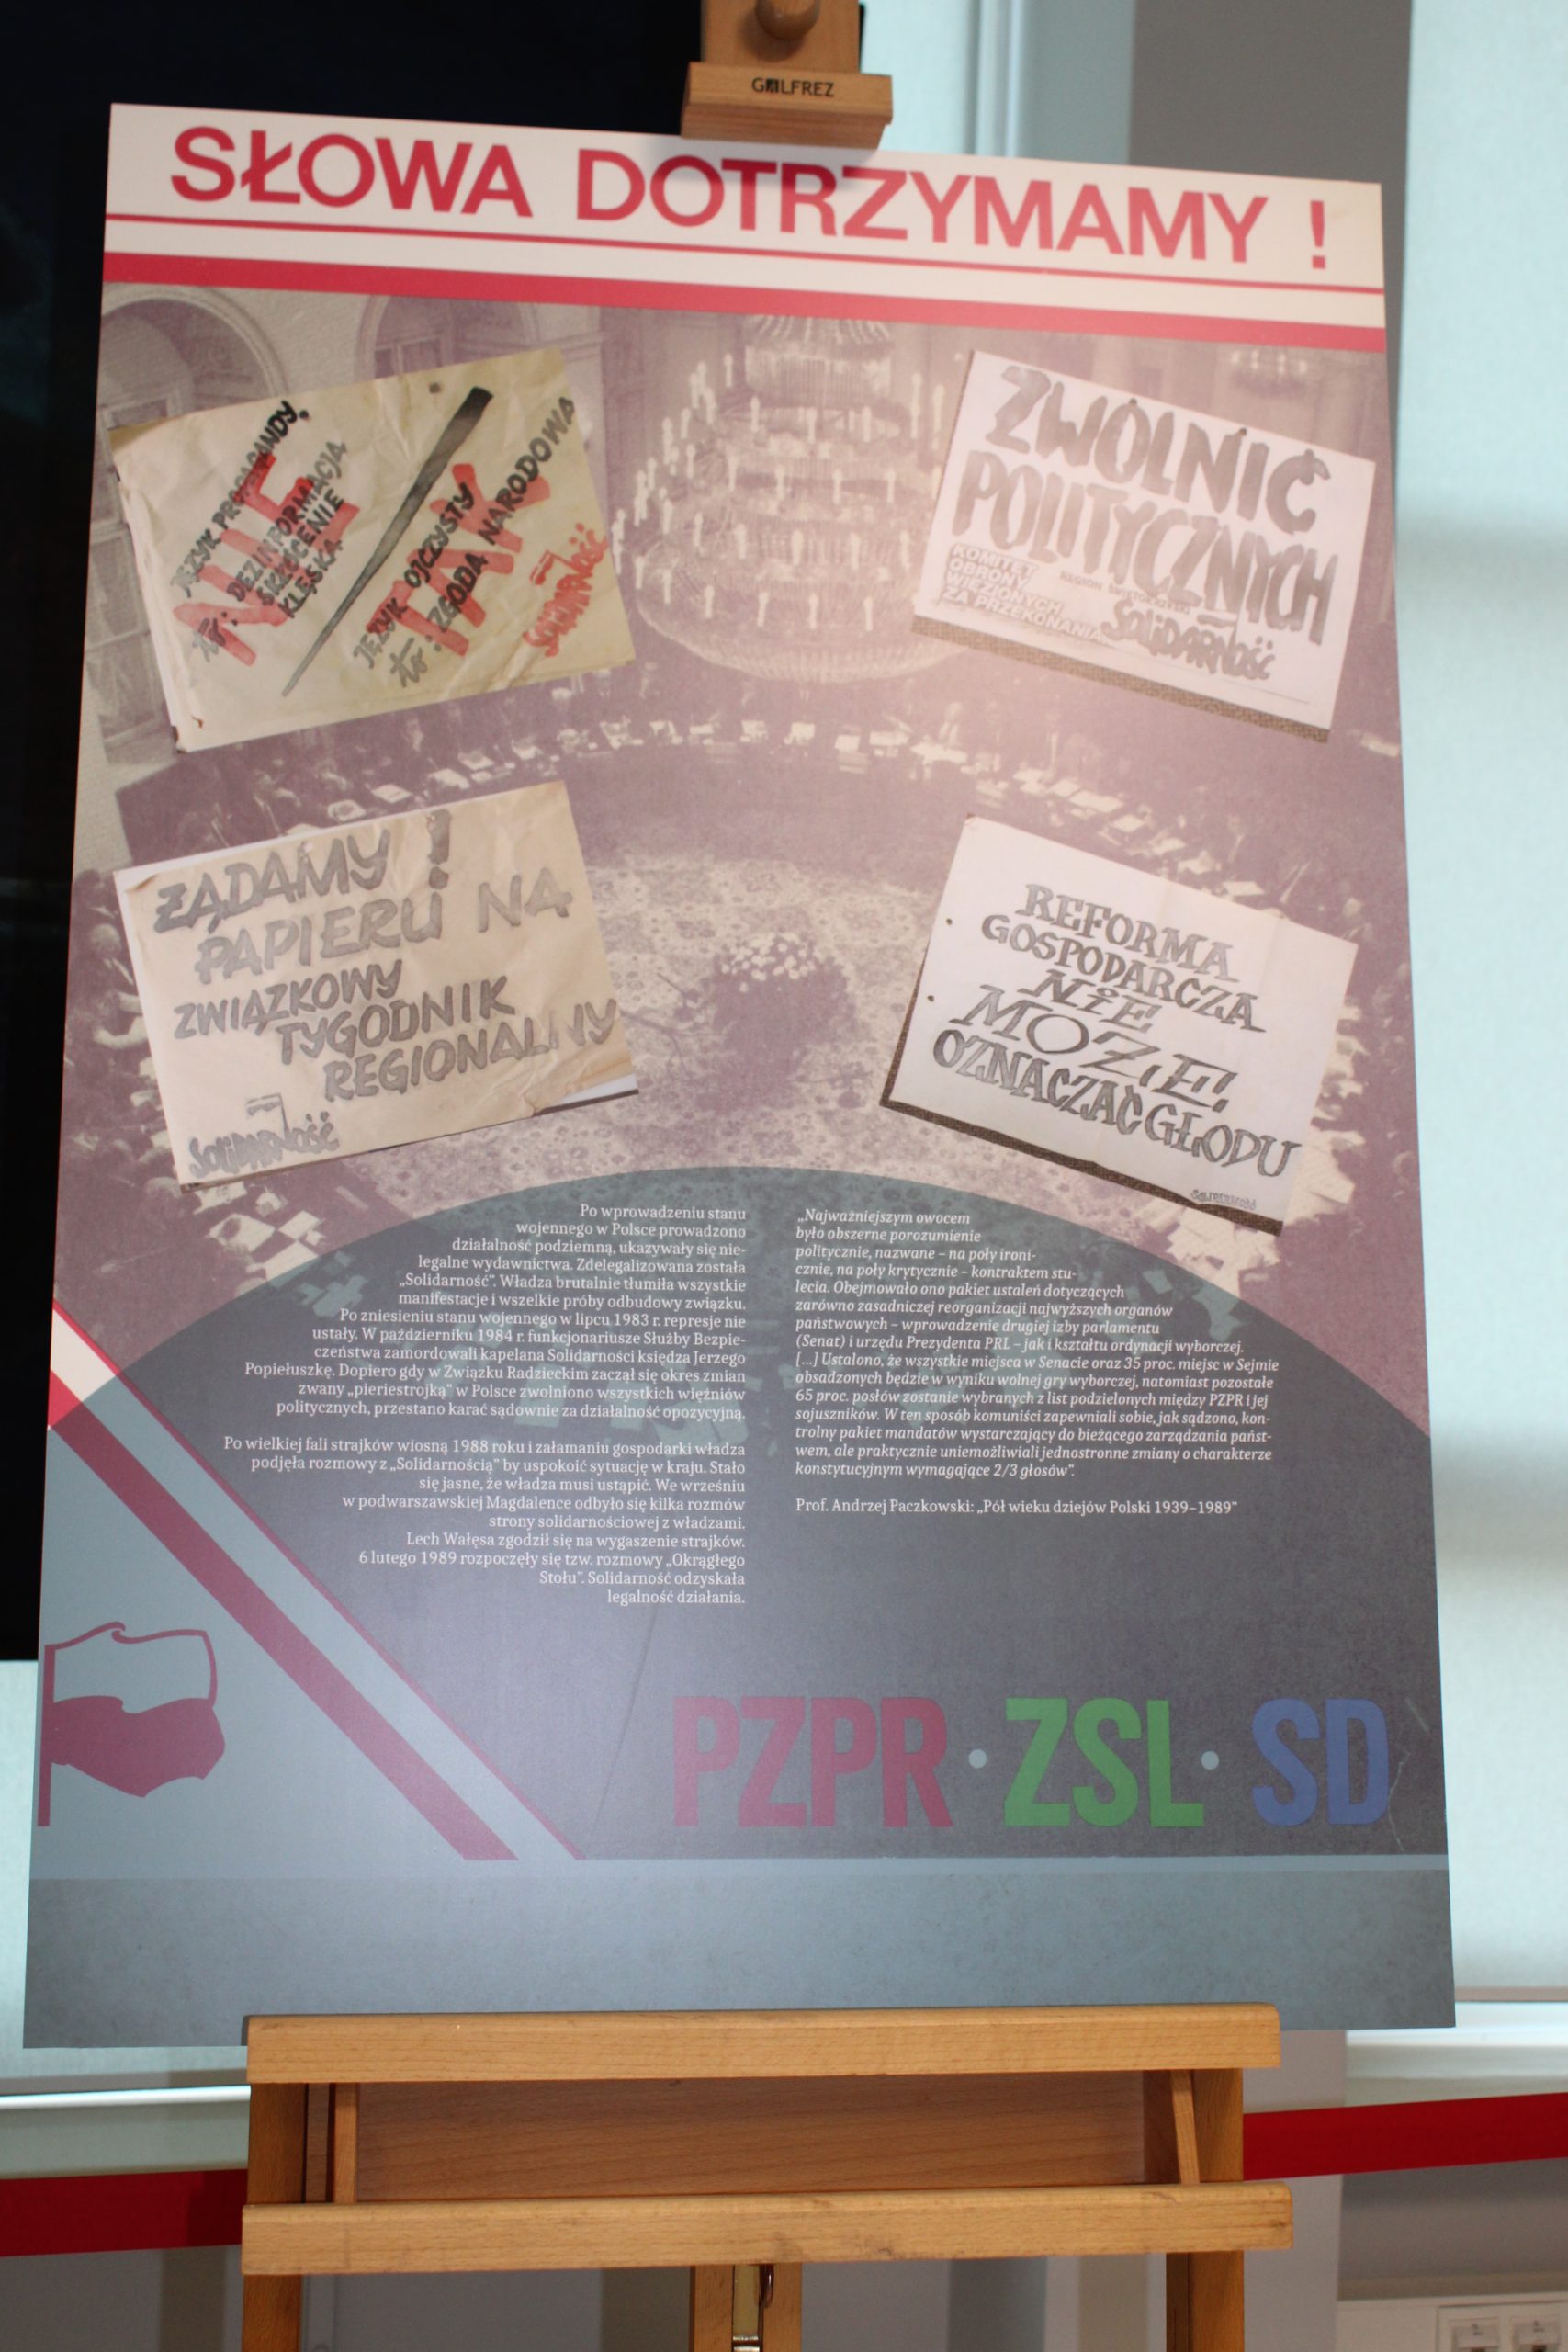 GALFREZ
SŁOWA DOTRZYMAMY !
JĘZYK PROPAGANDY.
to: DEZINFORMACJA
SKŁÓCENIE
KLĘSKA
NIE
JĘZYK OJCZYSTY
to: ZGODA NARODOWA
TAK
SOLIDARNOŚĆ
ZWOLNIĆ
POLITYCZNYCH
KOMITET
OBRONY
WIĘZIONYCH
ZA PRZEKONANIA
REGION ŚWIĘTOKRZYSKI
SOLIDARNOŚĆ
ŻĄDAMY !
PAPIERU NA
ZWIĄZKOWY
TYGODNIK
REGIONALNY
SOLIDARNOŚĆ
REFORMA
GOSPODARCZA
NiE
MOŻE!
OZNACZAĆ GŁODU
SOLIDARNOŚĆ
Po wprowadzeniu stanu
wojennego w Polsce prowadzono
działalność podziemną, ukazywały się nie-
legalne wydawnictwa. Zdelegalizowana została
„Solidarność”. Władza brutalnie tłumiła wszystkie
manifestacje i wszelkie próby odbudowy związku.
Po zniesieniu stanu wojennego w lipcu 1983 r. represje nie
ustały. W październiku 1984 r. funkcjonariusze Służby Bezpie-
czeństwa zamordowali kapelana Solidarności księdza Jerzego
Popiełuszkę. Dopiero gdy w Związku Radzieckim zaczął się okres zmian
zwany „pieriestrojką” w Polsce zwolniono wszystkich więźniów
politycznych, przestano karać sądownie za działalność opozycyjną.
Po wielkiej fali strajków wiosną 1988 roku i załamaniu gospodarki władza
podjęła rozmowy z „Solidarnością” by uspokoić sytuację w kraju. Stało
się jasne, że władza musi ustąpić. We wrześniu
w podwarszawskiej Magdalence odbyło się kilka rozmów
strony solidarnościowej z władzami.
Lech Wałęsa zgodził się na wygaszenie strajków.
6 lutego 1989 rozpoczęły się tzw. rozmowy „Okrągłego
Stołu”. Solidarność odzyskała
legalność działania.
„Najważniejszym owocem
było obszerne porozumienie
politycznie, nazwane – na poły ironi-
cznie, na poły krytycznie – kontraktem stu-
lecia. Obejmowało ono pakiet ustaleń dotyczących
zarówno zasadniczej reorganizacji najwyższych organów
państwowych – wprowadzenie drugiej izby parlamentu
(Senat) i urzędu Prezydenta PRL – jak i kształtu ordynacji wyborczej.
[...] Ustalono, że wszystkie miejsca w Senacie oraz 35 proc. miejsc w Sejmie
obsadzonych będzie w wyniku wolnej gry wyborczej, natomiast pozostałe
65 proc. posłów zostanie wybranych z list podzielonych między PZPR i jej
sojuszników. W ten sposób komuniści zapewniali sobie, jak sądzono, kon-
trolny pakiet mandatów wystarczający do bieżącego zarządzania państ-
wem, ale praktycznie uniemożliwiali jednostronne zmiany o charakterze
konstytucyjnym wymagające 2/3 głosów”.
Prof. Andrzej Paczkowski: „Pół wieku dziejów Polski 1939–1989”
PZPR · ZSL · SD